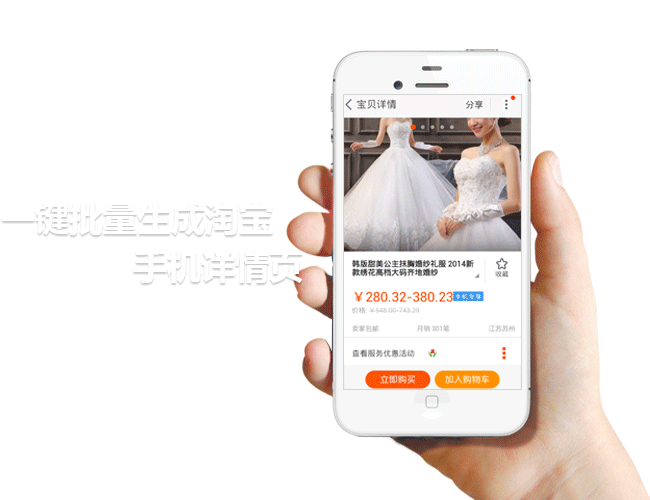 一键批量生成淘宝
手机详情页
宝贝详情
分享
韩版甜美公主抹胸婚纱礼服 2014新
款绣花高档大码齐地婚纱
收藏
￥280.32-380.23
手机专享
价格: ￥548.00-743.29
卖家包邮
月销 301笔
江苏苏州
查看服务优惠活动
立即购买
加入购物车